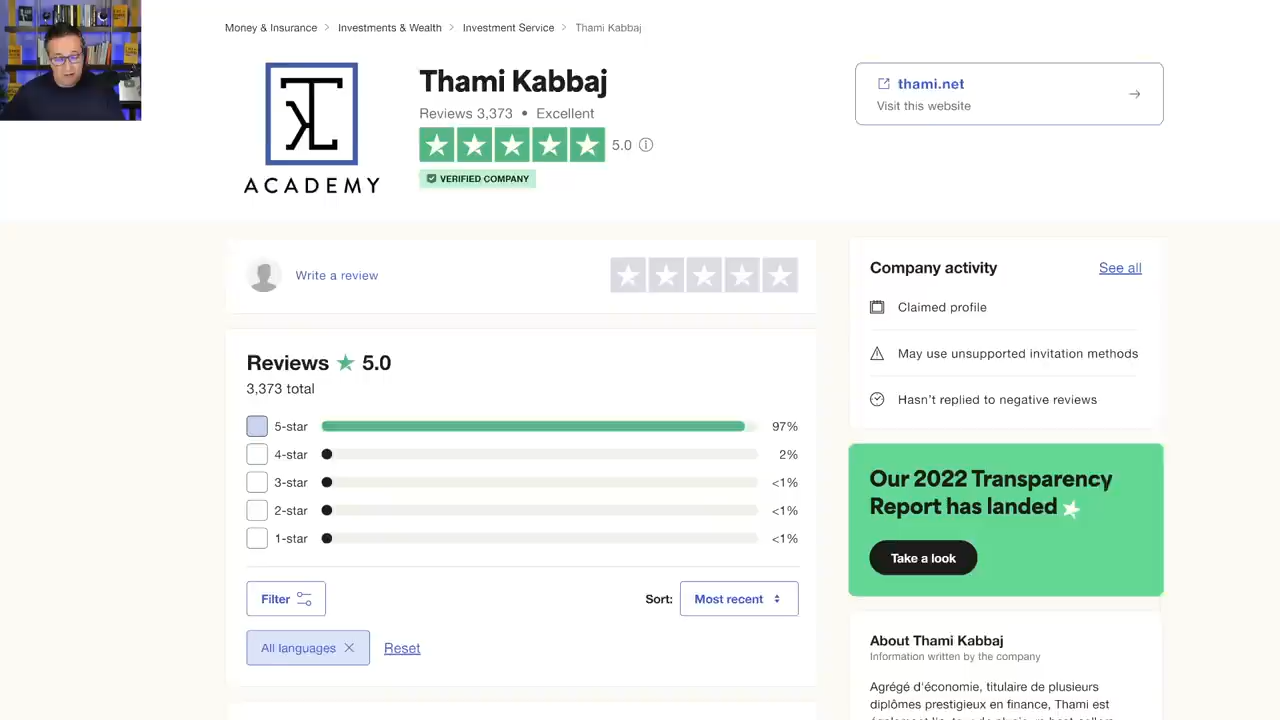 Money & Insurance > Investments & Wealth > Investment Service > Thami Kabbaj
ACADEMY
Thami Kabbaj
Reviews 3,373 • Excellent
5.0
VERIFIED COMPANY
thami.net
Visit this website
Write a review
Reviews ★ 5.0
3,373 total
5-star 97%
4-star 2%
3-star <1%
2-star <1%
1-star <1%
Filter
Sort: Most recent
All languages
Reset
Company activity
See all
Claimed profile
May use unsupported invitation methods
Hasn't replied to negative reviews
Our 2022 Transparency
Report has landed
Take a look
About Thami Kabbaj
Information written by the company
Agrégé d'économie, titulaire de plusieurs
diplômes prestigieux en finance, Thami est